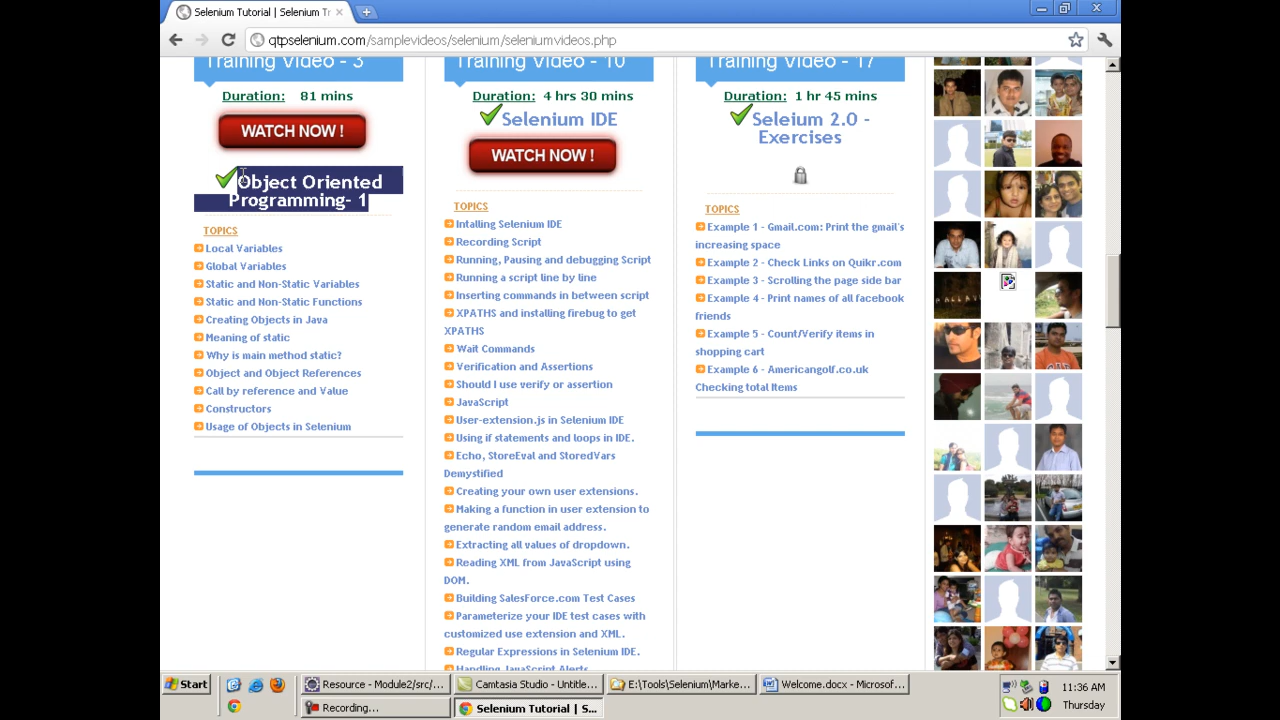 Selenium Tutorial | Selenium Tr
qtpselenium.com/samplevideos/selenium/seleniumvideos.php
Training Video - 3
Duration: 81 mins
WATCH NOW !
Object Oriented
Programming- 1
TOPICS
Local Variables
Global Variables
Static and Non-Static Variables
Static and Non-Static Functions
Creating Objects in Java
Meaning of static
Why is main method static?
Object and Object References
Call by reference and Value
Constructors
Usage of Objects in Selenium
Training Video - 10
Duration: 4 hrs 30 mins
Selenium IDE
WATCH NOW !
TOPICS
Intalling Selenium IDE
Recording Script
Running, Pausing and debugging Script
Running a script line by line
Inserting commands in between script
XPATHS and installing firebug to get
XPATHS
Wait Commands
Verification and Assertions
Should I use verify or assertion
JavaScript
User-extension.js in Selenium IDE
Using if statements and loops in IDE.
Echo, StoreEval and StoredVars
Demystified
Creating your own user extensions.
Making a function in user extension to
generate random email address.
Extracting all values of dropdown.
Reading XML from JavaScript using
DOM.
Building SalesForce.com Test Cases
Parameterize your IDE test cases with
customized use extension and XML.
Regular Expressions in Selenium IDE.
Handling JavaScript Alerts
Training Video - 17
Duration: 1 hr 45 mins
Seleium 2.0 -
Exercises
TOPICS
Example 1 - Gmail.com: Print the gmail's
increasing space
Example 2 - Check Links on Quikr.com
Example 3 - Scrolling the page side bar
Example 4 - Print names of all facebook
friends
Example 5 - Count/Verify items in
shopping cart
Example 6 - Americangolf.co.uk
Checking total Items
Start
Resource - Module2/src/...
Camtasia Studio - Untitle...
E:\Tools\Selenium\Marke...
Welcome.docx - Microsof...
11:36 AM
Recording...
Selenium Tutorial | S...
Thursday